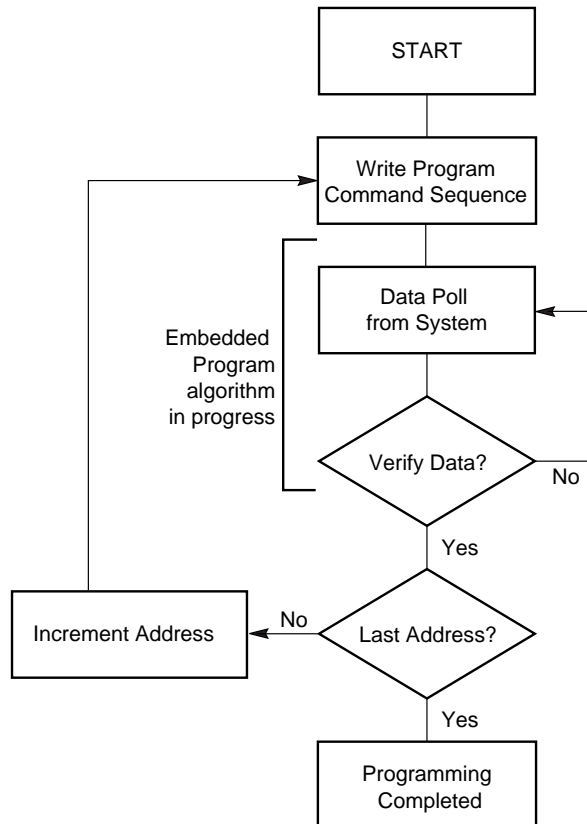 START
Write Program
Command Sequence
Data Poll
from System
Embedded
Program
algorithm
in progress
Verify Data?
No
Yes
Last Address?
No
Increment Address
Yes
Programming
Completed